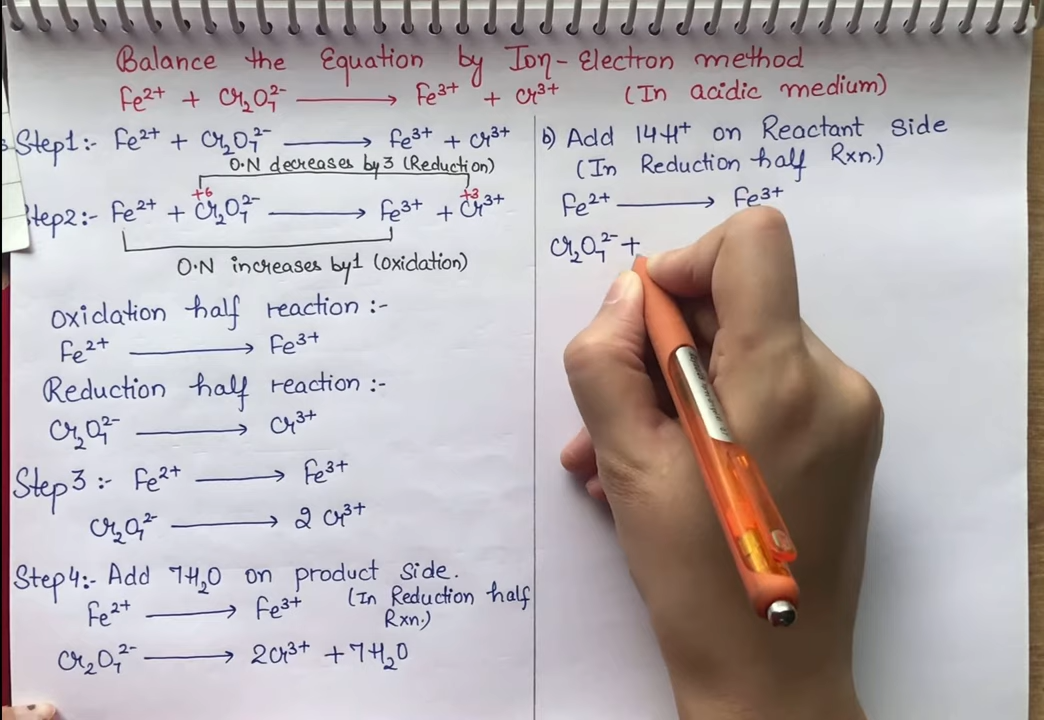 Balance the Equation by Ion-Electron method
Fe²⁺ + Cr₂O₇²⁻ ⟶ Fe³⁺ + Cr³⁺ (In acidic medium)
Step1:- Fe²⁺ + Cr₂O₇²⁻ ⟶ Fe³⁺ + Cr³⁺
O.N decreases by 3 (Reduction)
+6 +3
Step2:- Fe²⁺ + Cr₂O₇²⁻ ⟶ Fe³⁺ + Cr³⁺
O.N increases by 1 (Oxidation)
Oxidation half reaction :-
Fe²⁺ ⟶ Fe³⁺
Reduction half reaction :-
Cr₂O₇²⁻ ⟶ Cr³⁺
Step3 :- Fe²⁺ ⟶ Fe³⁺
Cr₂O₇²⁻ ⟶ 2 Cr³⁺
Step4:- Add 7H₂O on product side.
(In Reduction half
Rxn.)
Fe²⁺ ⟶ Fe³⁺
Cr₂O₇²⁻ ⟶ 2Cr³⁺ + 7H₂O
b) Add 14H⁺ on Reactant side
(In Reduction half Rxn.)
Fe²⁺ ⟶ Fe³⁺
Cr₂O₇²⁻ +